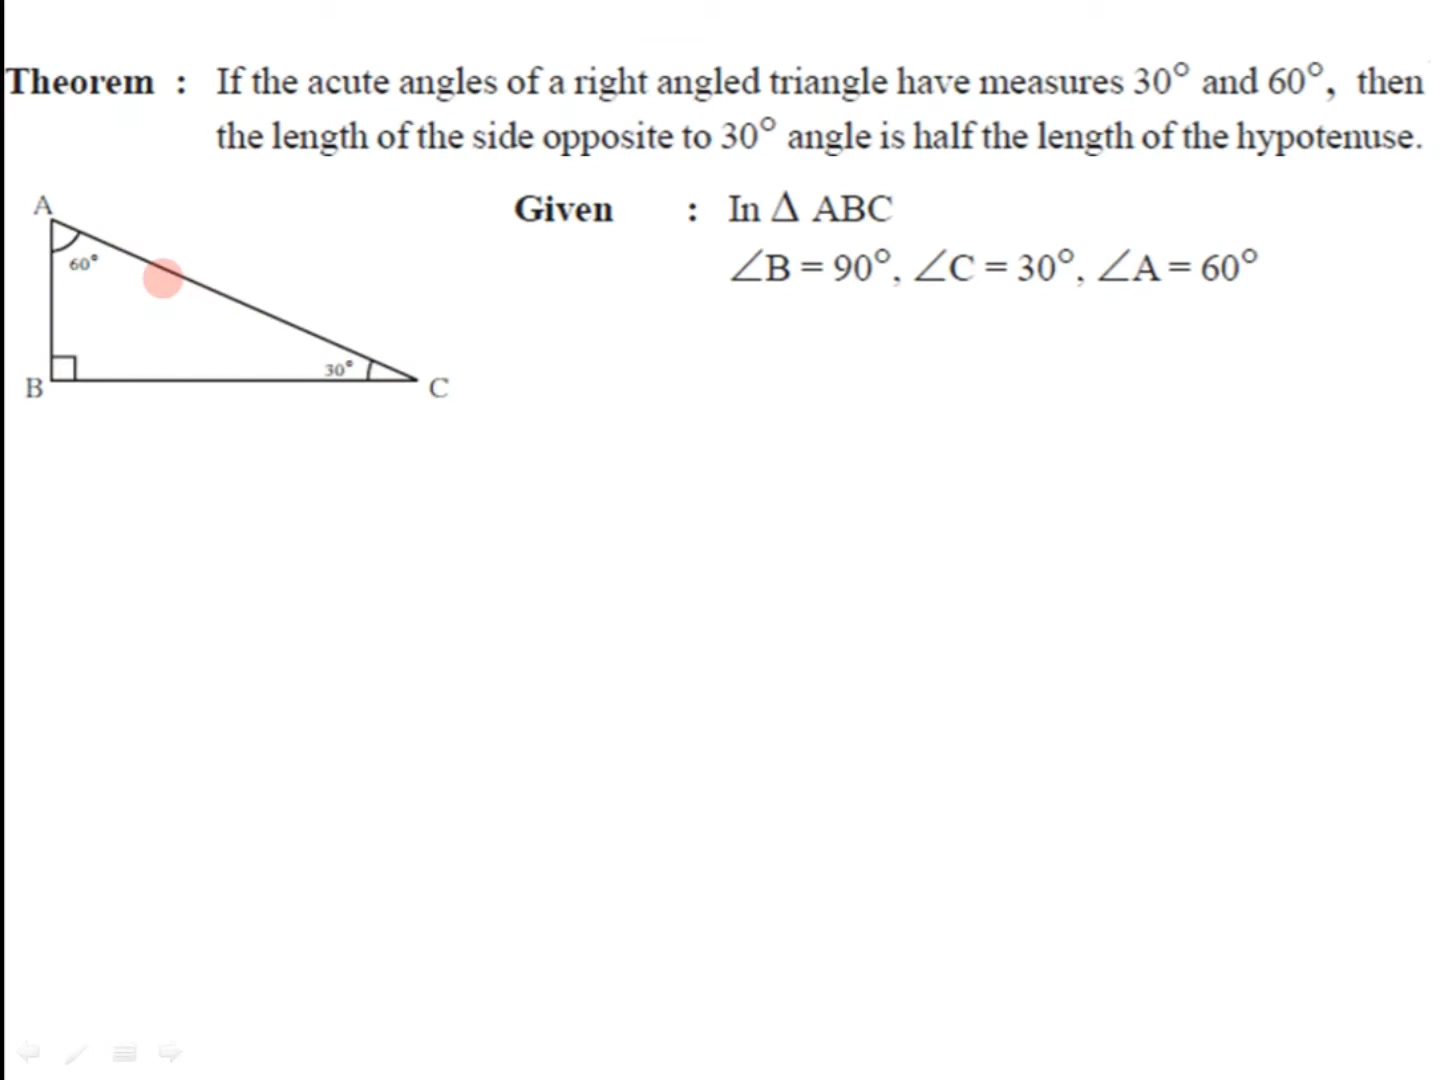 Theorem : If the acute angles of a right angled triangle have measures 30° and 60°, then
the length of the side opposite to 30° angle is half the length of the hypotenuse.
A
Given : In Δ ABC
60°
∠B = 90°, ∠C = 30°, ∠A = 60°
30°
B
C